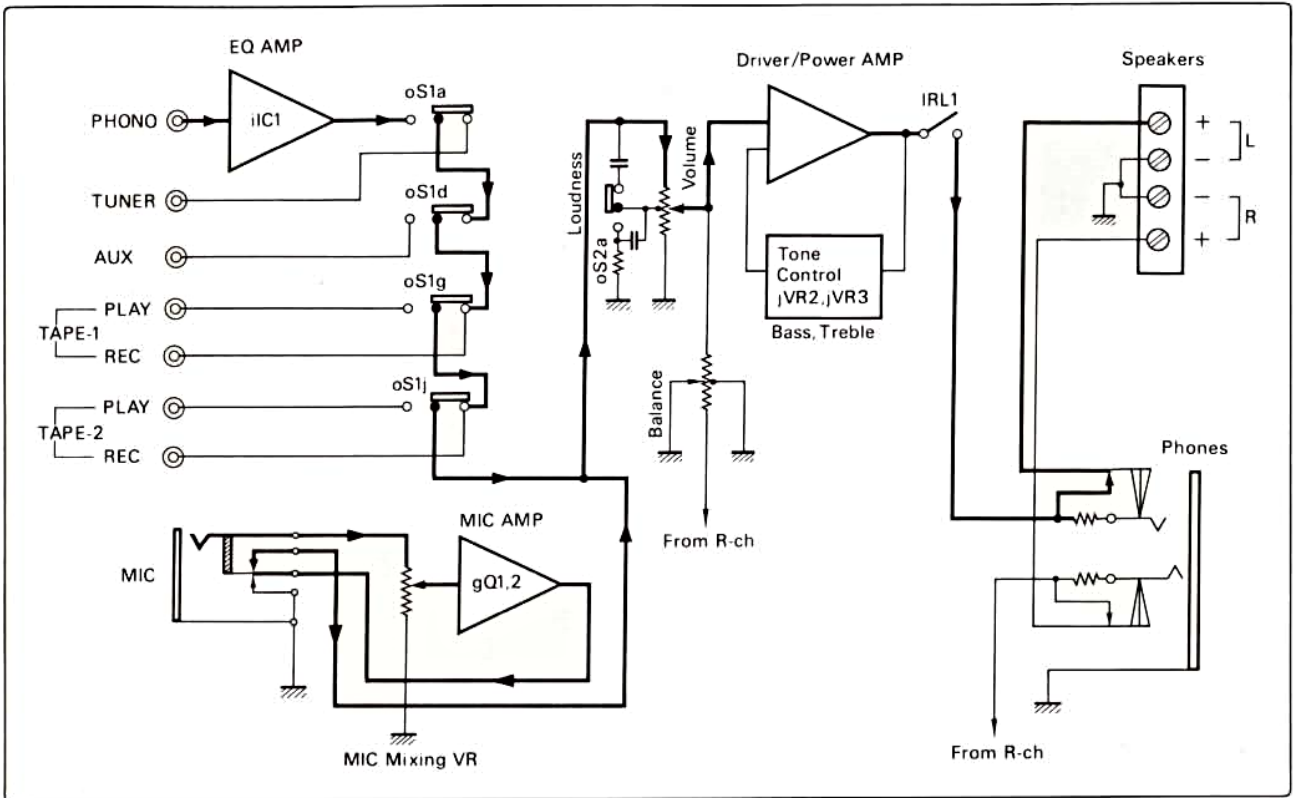 EQ AMP
iIC1
PHONO
TUNER
AUX
PLAY
TAPE-1
REC
PLAY
TAPE-2
REC
oS1a
oS1d
oS1g
oS1j
MIC
MIC AMP
gQ1,2
MIC Mixing VR
Loudness
oS2a
Volume
Balance
From R-ch
Driver/Power AMP
Tone
Control
jVR2, jVR3
Bass, Treble
IRL1
Speakers
+
L
−
−
R
+
Phones
From R-ch